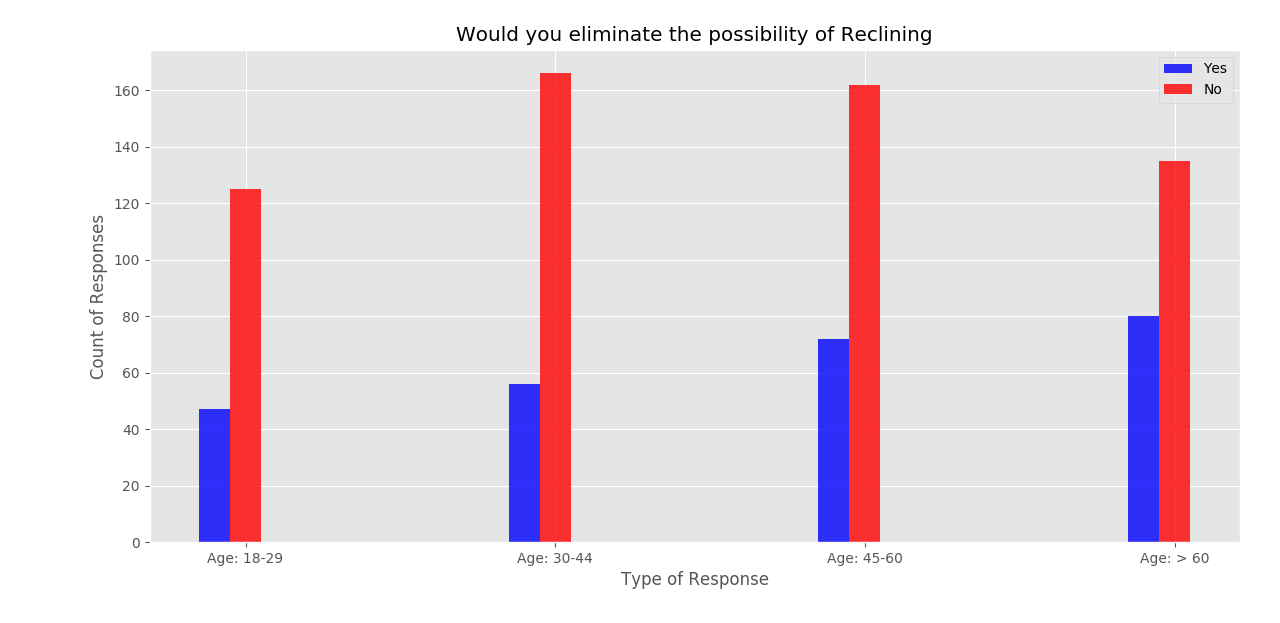 Would you eliminate the possibility of Reclining
Yes
No
160
140
120
100
80
60
40
20
0
Count of Responses
Age: 18-29
Age: 30-44
Age: 45-60
Age: > 60
Type of Response